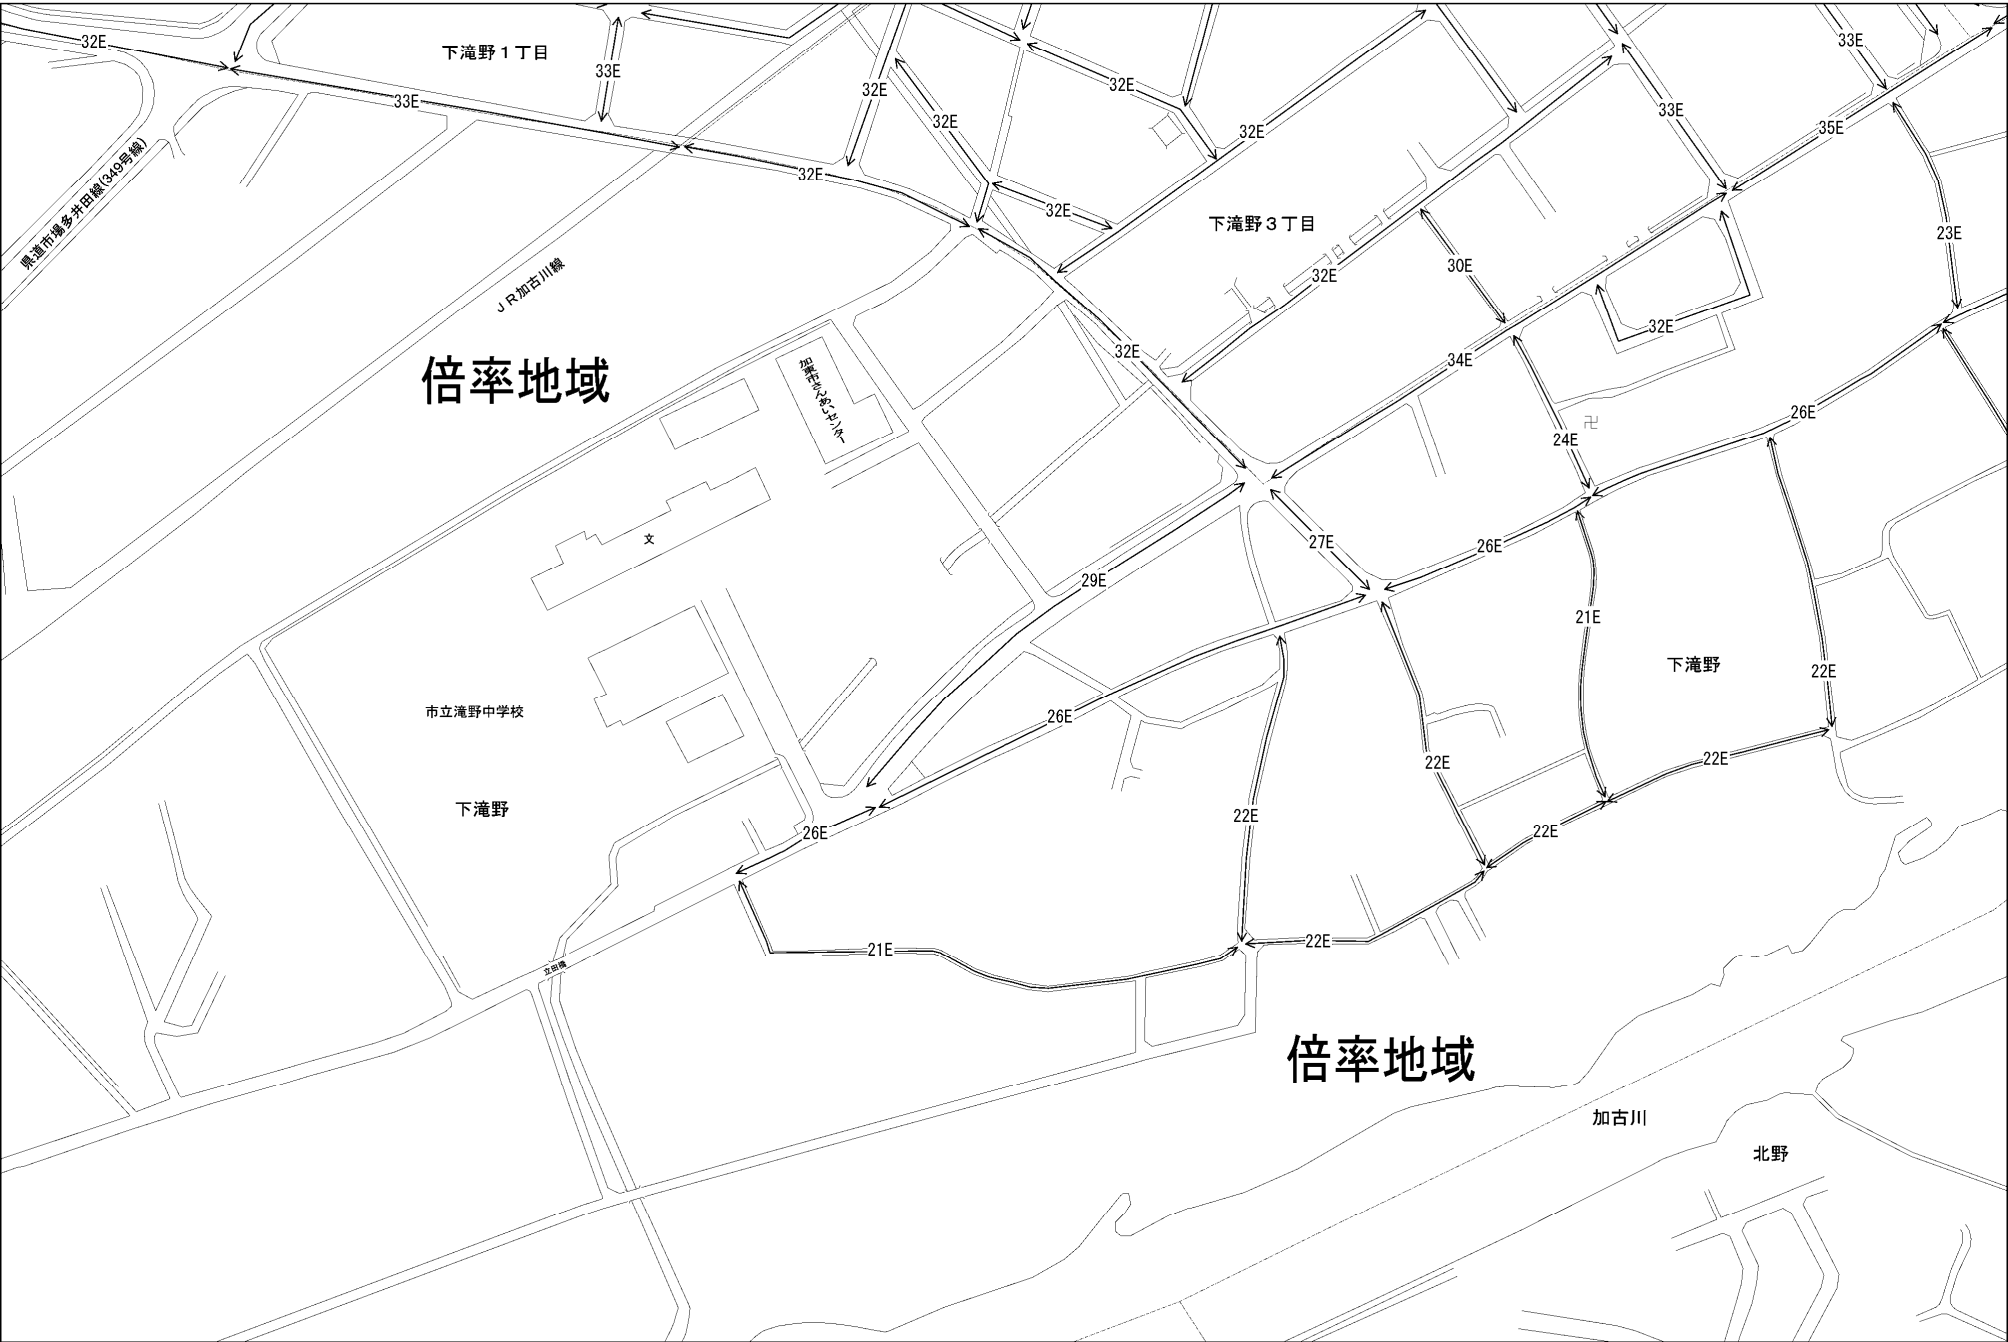 32E
下滝野１丁目
33E
33E
32E
32E
32E
32E
32E
33E
33E
35E
県道市場多井田線(349号線)
32E
32E
下滝野３丁目
23E
ＪＲ加古川線
32E
30E
32E
倍率地域
加東市さんあいセンター
32E
34E
24E
26E
卍
文
29E
27E
26E
21E
下滝野
22E
市立滝野中学校
26E
22E
22E
下滝野
26E
22E
22E
21E
22E
立田橋
倍率地域
加古川
北野